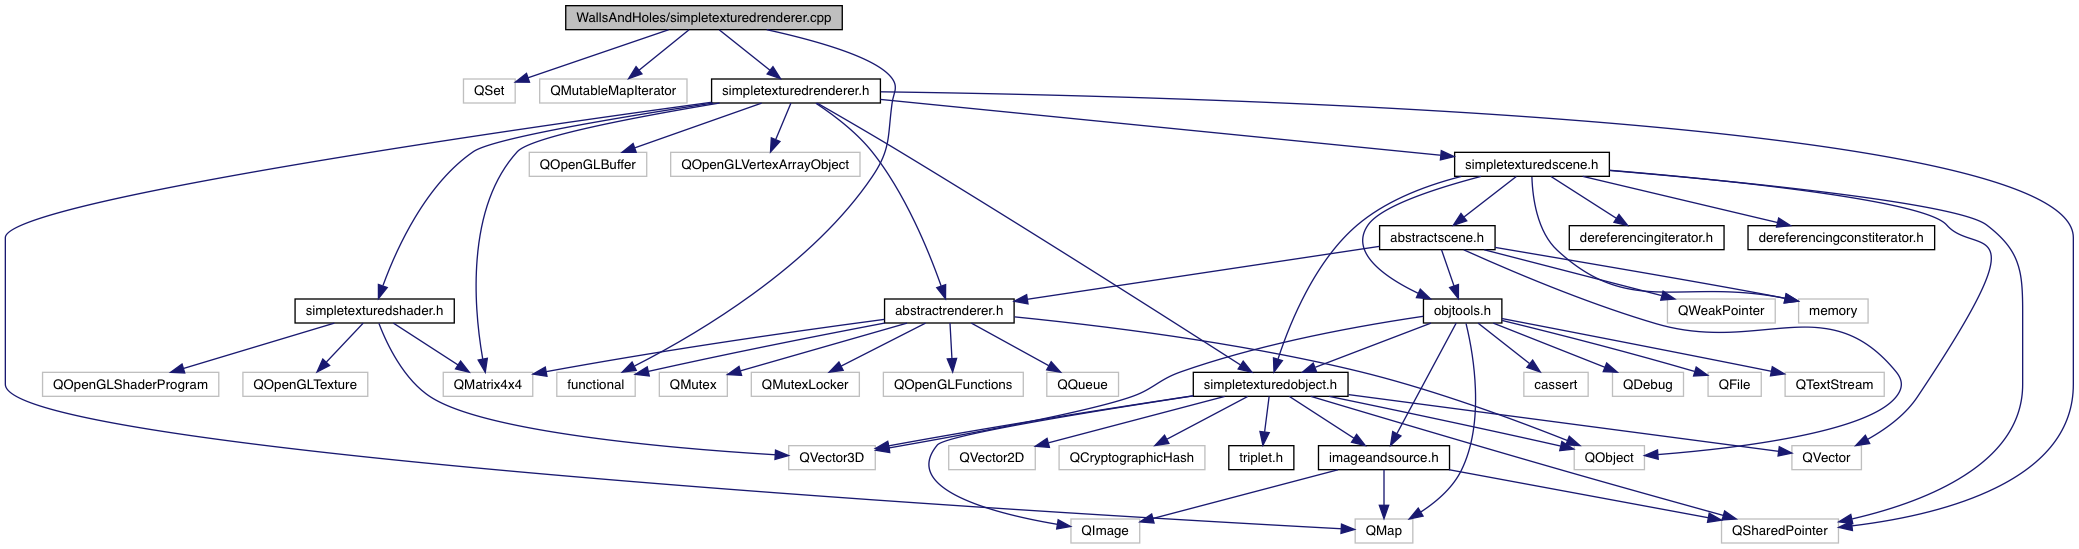 WallsAndHoles/simpletexturedrenderer.cpp
QSet
QMutableMapIterator
simpletexturedrenderer.h
QOpenGLBuffer
QOpenGLVertexArrayObject
simpletexturedscene.h
abstractscene.h
dereferencingiterator.h
dereferencingconstiterator.h
simpletexturedshader.h
abstractrenderer.h
objtools.h
QWeakPointer
memory
QOpenGLShaderProgram
QOpenGLTexture
QMatrix4x4
functional
QMutex
QMutexLocker
QOpenGLFunctions
QQueue
simpletexturedobject.h
cassert
QDebug
QFile
QTextStream
QVector3D
QVector2D
QCryptographicHash
triplet.h
imageandsource.h
QObject
QVector
QImage
QMap
QSharedPointer